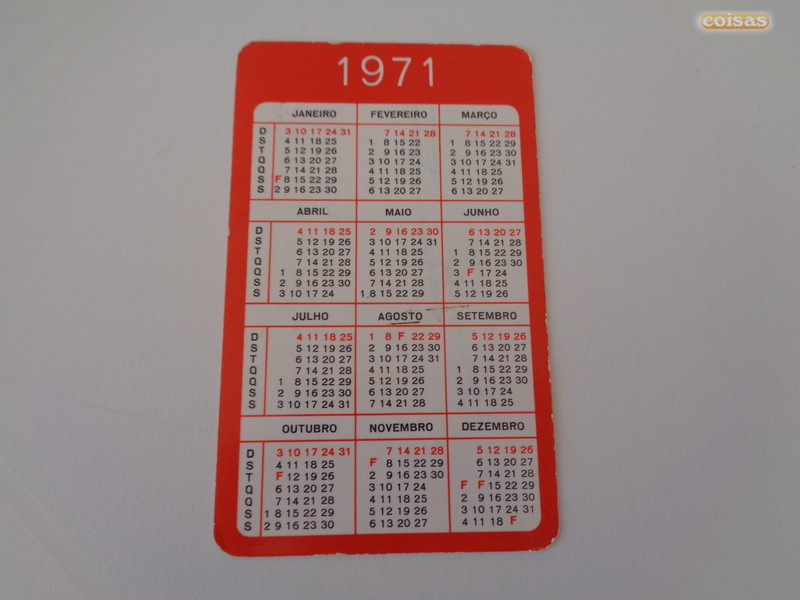 coisas
1971
JANEIRO FEVEREIRO MARÇO
D 3 10 17 24 31 7 14 21 28 7 14 21 28
S 4 11 18 25 1 8 15 22 1 8 15 22 29
T 5 12 19 26 2 9 16 23 2 9 16 23 30
Q 6 13 20 27 3 10 17 24 3 10 17 24 31
Q 7 14 21 28 4 11 18 25 4 11 18 25
S F 8 15 22 29 5 12 19 26 5 12 19 26
S 2 9 16 23 30 6 13 20 27 6 13 20 27
ABRIL MAIO JUNHO
D 4 11 18 25 2 9 16 23 30 6 13 20 27
S 5 12 19 26 3 10 17 24 31 7 14 21 28
T 6 13 20 27 4 11 18 25 1 8 15 22 29
Q 7 14 21 28 5 12 19 26 2 9 16 23 30
Q 1 8 15 22 29 6 13 20 27 3 F 17 24
S 2 9 16 23 30 7 14 21 28 4 11 18 25
S 3 10 17 24 1,8 15 22 29 5 12 19 26
JULHO AGOSTO SETEMBRO
D 4 11 18 25 1 8 F 22 29 5 12 19 26
S 5 12 19 26 2 9 16 23 30 6 13 20 27
T 6 13 20 27 3 10 17 24 31 7 14 21 28
Q 7 14 21 28 4 11 18 25 1 8 15 22 29
Q 1 8 15 22 29 5 12 19 26 2 9 16 23 30
S 2 9 16 23 30 6 13 20 27 3 10 17 24
S 3 10 17 24 31 7 14 21 28 4 11 18 25
OUTUBRO NOVEMBRO DEZEMBRO
D 3 10 17 24 31 7 14 21 28 5 12 19 26
S 4 11 18 25 F 8 15 22 29 6 13 20 27
T F 12 19 26 2 9 16 23 30 7 14 21 28
Q 6 13 20 27 3 10 17 24 F F 15 22 29
Q 7 14 21 28 4 11 18 25 2 9 16 23 30
S 1 8 15 22 29 5 12 19 26 3 10 17 24 31
S 2 9 16 23 30 6 13 20 27 4 11 18 F